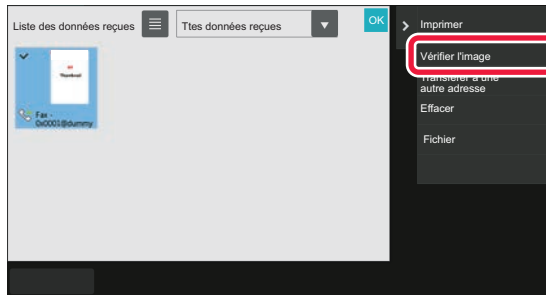 Liste des données reçues
Ttes données reçues
OK
Thumbnail
Fax -
0x0001@dummy
Imprimer
Vérifier l'image
Transférer à une
autre adresse
Effacer
Fichier